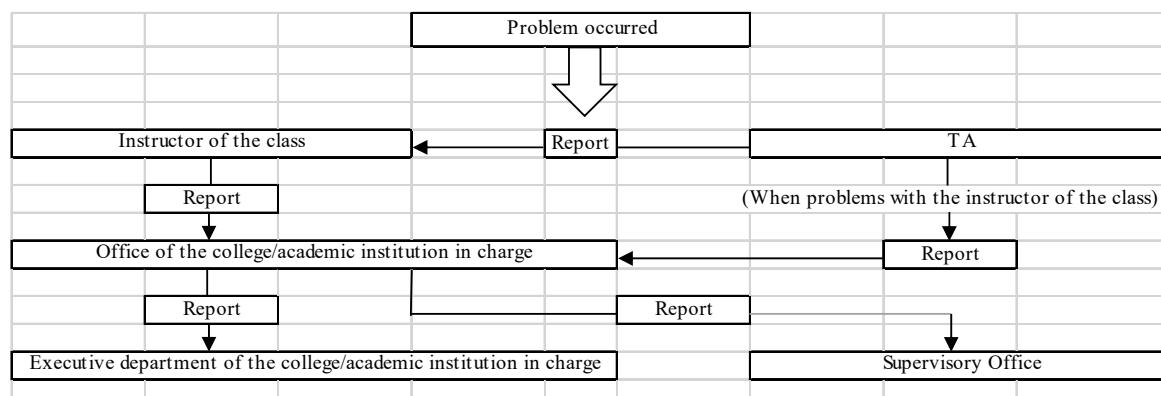 Problem occurred
Instructor of the class
Report
TA
Report
(When problems with the instructor of the class)
Office of the college/academic institution in charge
Report
Report
Report
Executive department of the college/academic institution in charge
Supervisory Office